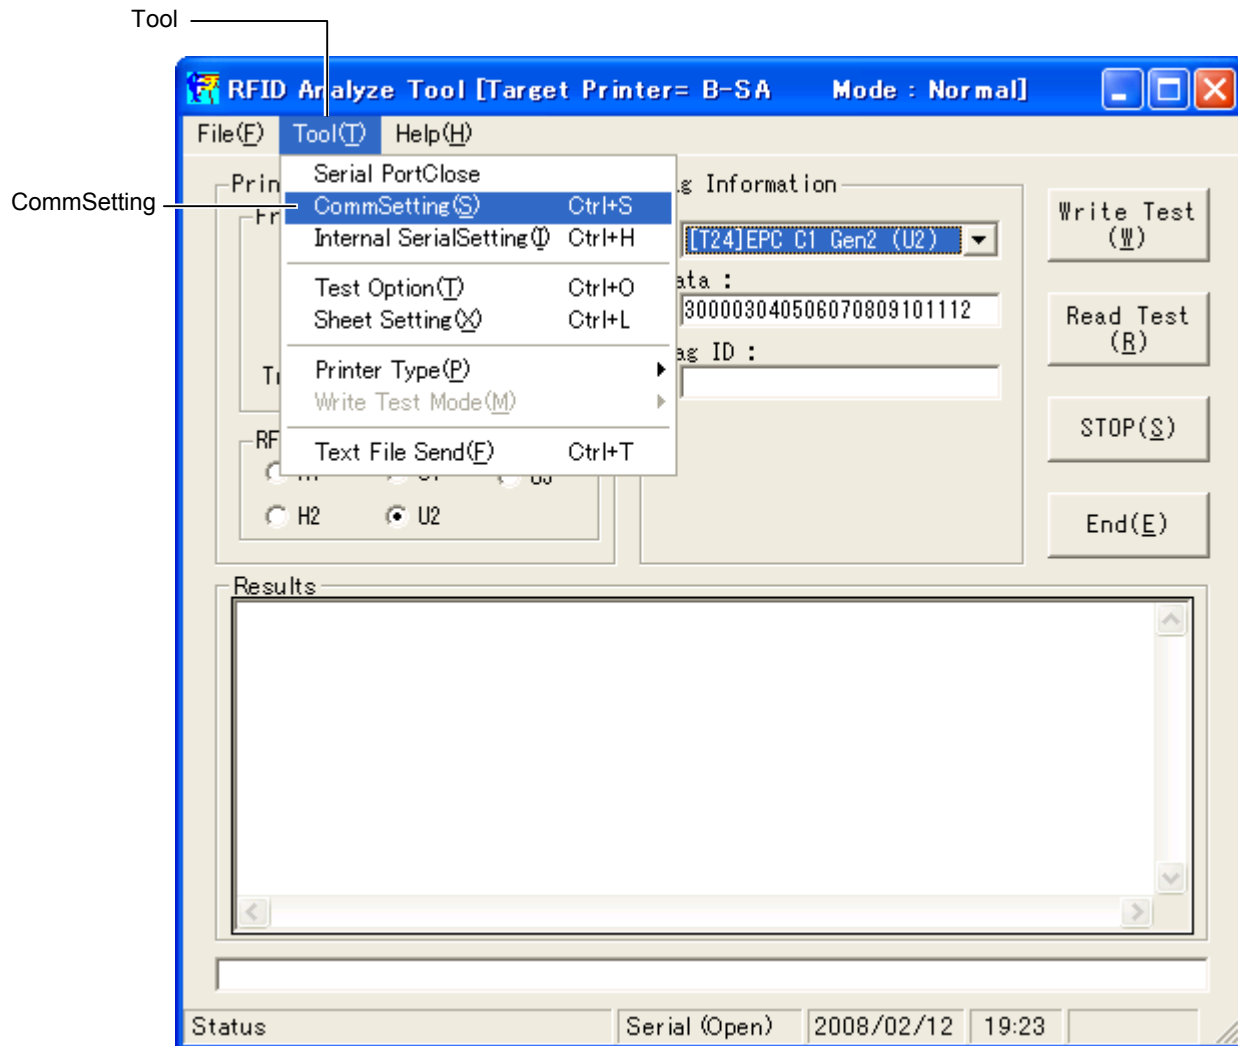 Tool
RFID Analyze Tool [Target Printer= B-SA Mode : Normal]
File(F) Tool(T) Help(H)
Serial PortClose
CommSetting
CommSetting(S) Ctrl+S
Internal SerialSetting(I) Ctrl+H
Test Option(T) Ctrl+O
Sheet Setting(X) Ctrl+L
Printer Type(P)
Write Test Mode(M)
Text File Send(F) Ctrl+T
Information
[T24]EPC C1 Gen2 (U2)
300003040506070809101112
ID :
H2 U2
Write Test
(W)
Read Test
(R)
STOP(S)
End(E)
Results
Status Serial (Open) 2008/02/12 19:23